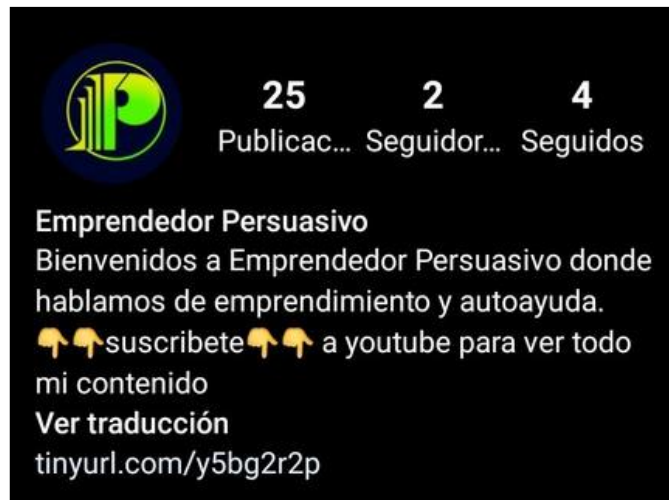 25 2 4
Publicac... Seguidor... Seguidos
Emprendedor Persuasivo
Bienvenidos a Emprendedor Persuasivo donde
hablamos de emprendimiento y autoayuda.
👇👇suscribete👇👇 a youtube para ver todo
mi contenido
Ver traducción
tinyurl.com/y5bg2r2p